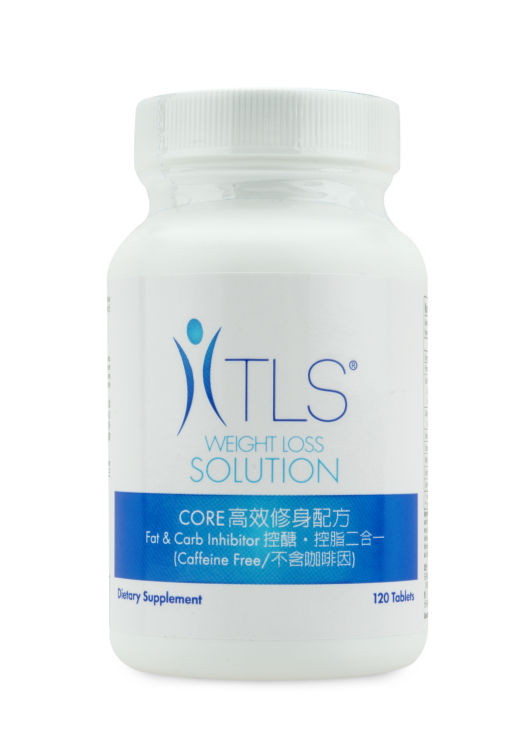 TLS®
WEIGHT LOSS
SOLUTION
CORE 高效修身配方
Fat & Carb Inhibitor 控醣・控脂二合一
(Caffeine Free/不含咖啡因)
Dietary Supplement
120 Tablets